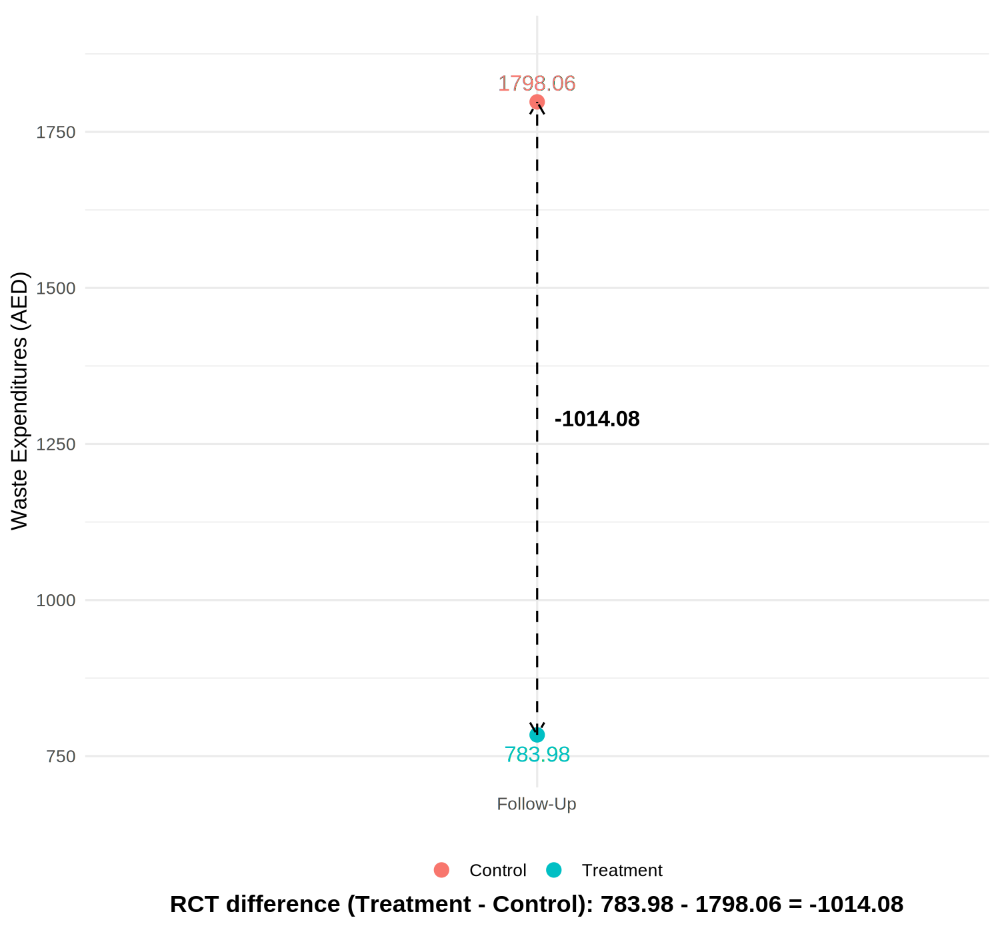 1798.06
1750
1500
-1014.08
1250
1000
783.98
750
Waste Expenditures (AED)
Follow-Up
Control Treatment
RCT difference (Treatment - Control): 783.98 - 1798.06 = -1014.08